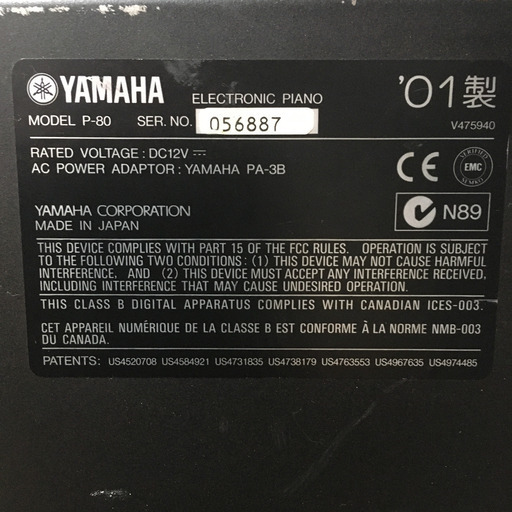 YAMAHA ELECTRONIC PIANO '01製
MODEL P-80 SER. NO. 056887 V475940
RATED VOLTAGE : DC12V ⎓
AC POWER ADAPTOR : YAMAHA PA-3B
CE
VERIFIED EMC
YAMAHA CORPORATION
MADE IN JAPAN
N89
THIS DEVICE COMPLIES WITH PART 15 OF THE FCC RULES. OPERATION IS SUBJECT
TO THE FOLLOWING TWO CONDITIONS : (1) THIS DEVICE MAY NOT CAUSE HARMFUL
INTERFERENCE, AND (2) THIS DEVICE MUST ACCEPT ANY INTERFERENCE RECEIVED,
INCLUDING INTERFERENCE THAT MAY CAUSE UNDESIRED OPERATION.
THIS CLASS B DIGITAL APPARATUS COMPLIES WITH CANADIAN ICES-003.
CET APPAREIL NUMÉRIQUE DE LA CLASSE B EST CONFORME À LA NORME NMB-003
DU CANADA.
PATENTS: US4520708 US4584921 US4731835 US4738179 US4763553 US4967635 US4974485